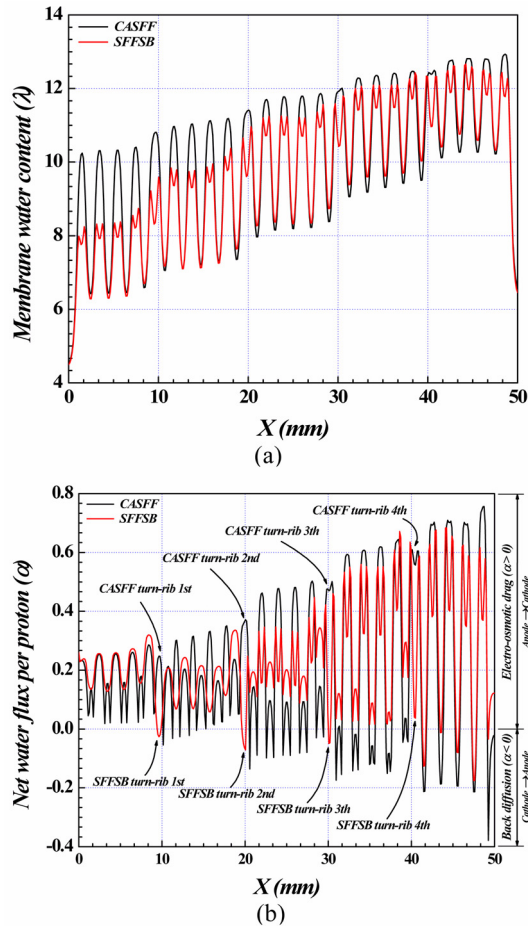 CASFF
SFFSB
14
12
10
8
6
4
Membrane water content (λ)
0 10 20 30 40 50
X (mm)
(a)
CASFF
SFFSB
0.8
0.6
0.4
0.2
0.0
-0.2
-0.4
Net water flux per proton (α)
CASFF turn-rib 1st
CASFF turn-rib 2nd
CASFF turn-rib 3th
CASFF turn-rib 4th
SFFSB turn-rib 1st
SFFSB turn-rib 2nd
SFFSB turn-rib 3th
SFFSB turn-rib 4th
Electro-osmotic drag (α> 0)
Anode → Cathode
Back diffusion (α< 0)
Cathode → Anode
0 10 20 30 40 50
X (mm)
(b)